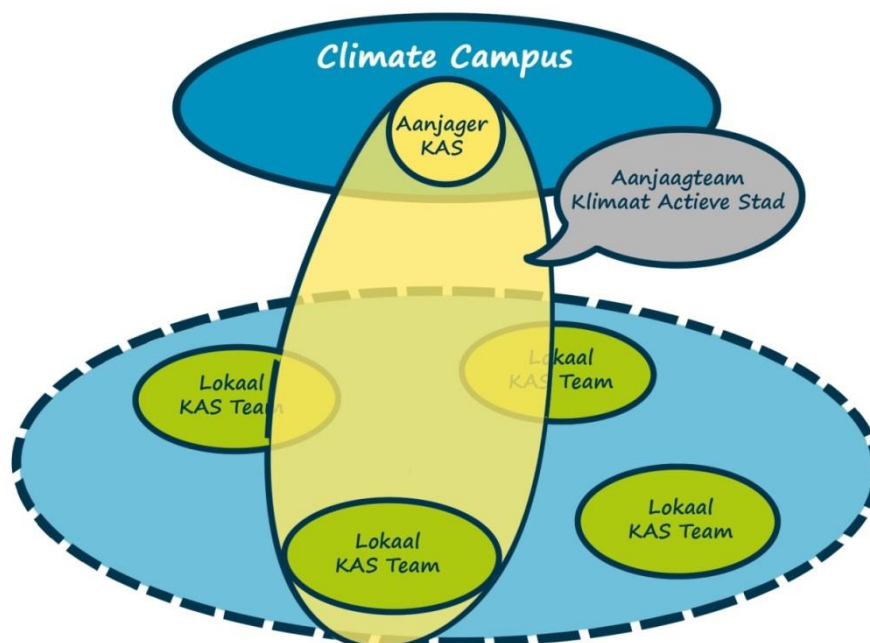 Climate Campus
Aanjager
KAS
Aanjaagteam
Klimaat Actieve Stad
Lokaal
KAS Team
Lokaal
KAS Team
Lokaal
KAS Team
Lokaal
KAS Team